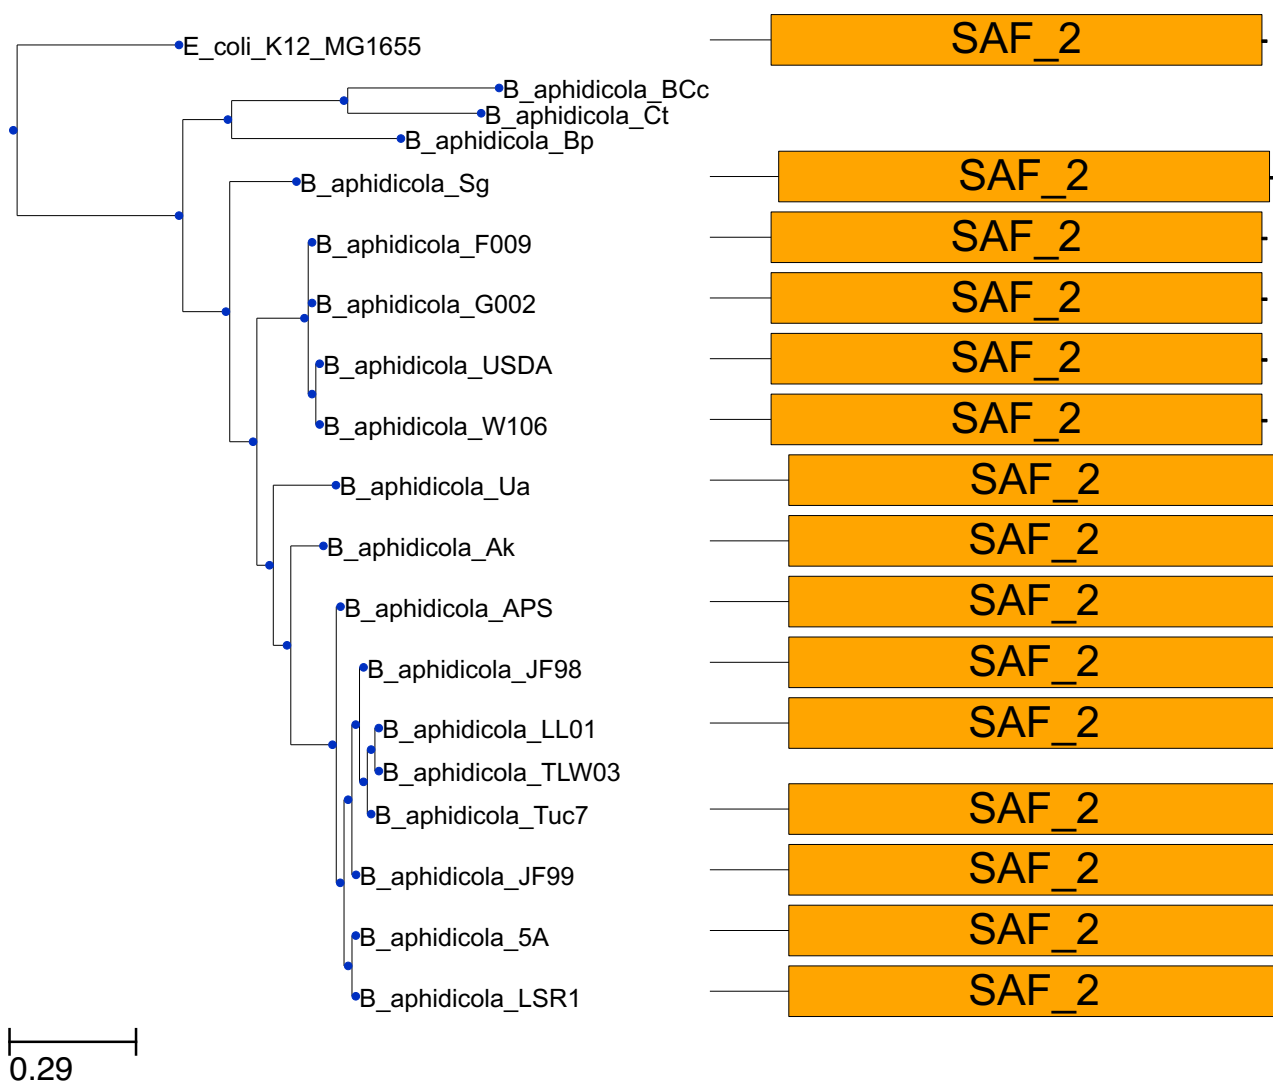 E_coli_K12_MG1655 SAF_2
B_aphidicola_BCc
B_aphidicola_Ct
B_aphidicola_Bp
B_aphidicola_Sg SAF_2
B_aphidicola_F009 SAF_2
B_aphidicola_G002 SAF_2
B_aphidicola_USDA SAF_2
B_aphidicola_W106 SAF_2
B_aphidicola_Ua SAF_2
B_aphidicola_Ak SAF_2
B_aphidicola_APS SAF_2
B_aphidicola_JF98 SAF_2
B_aphidicola_LL01 SAF_2
B_aphidicola_TLW03
B_aphidicola_Tuc7 SAF_2
B_aphidicola_JF99 SAF_2
B_aphidicola_5A SAF_2
B_aphidicola_LSR1 SAF_2
0.29